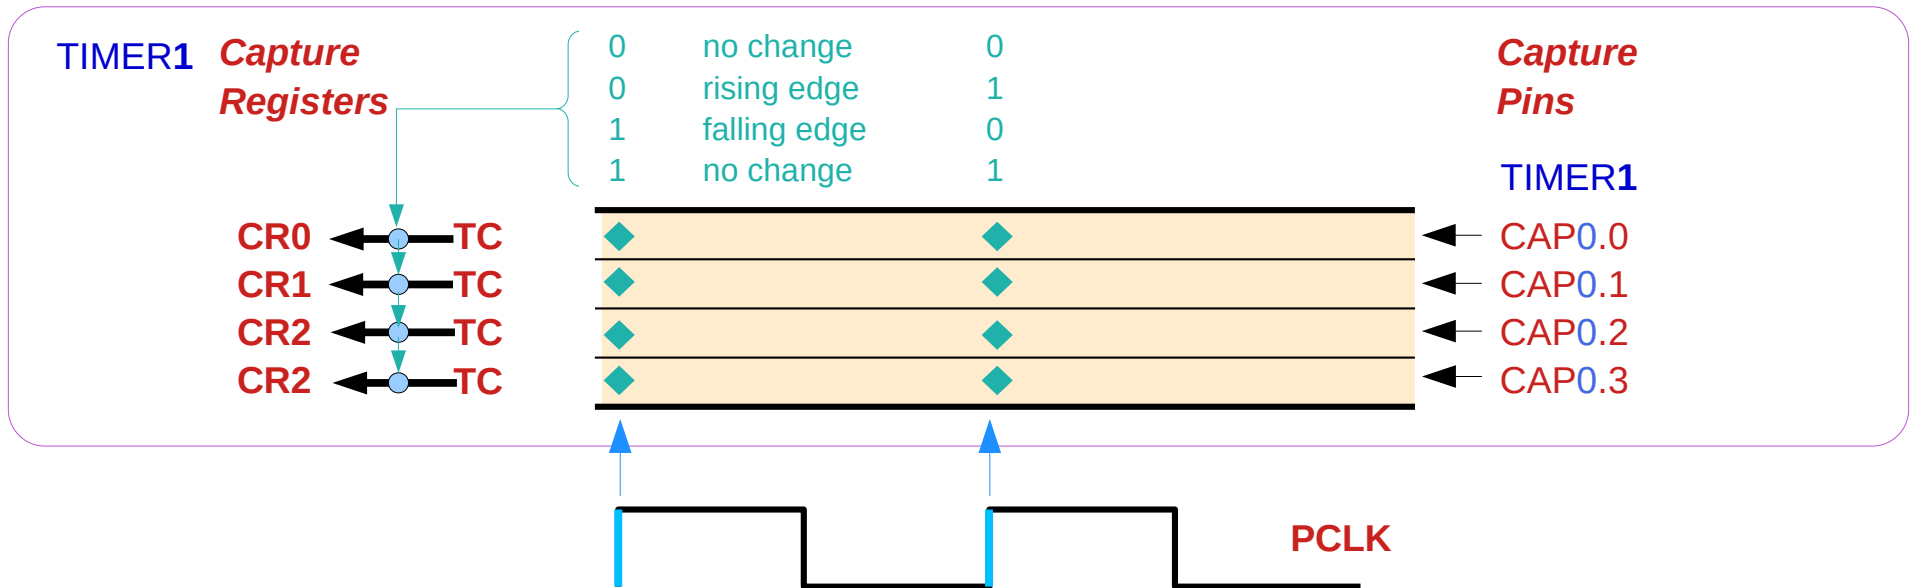 TIMER1 Capture Registers
0 no change 0
0 rising edge 1
1 falling edge 0
1 no change 1
Capture
Pins
TIMER1
CR0 TC CAP0.0
CR1 TC CAP0.1
CR2 TC CAP0.2
CR2 TC CAP0.3
PCLK